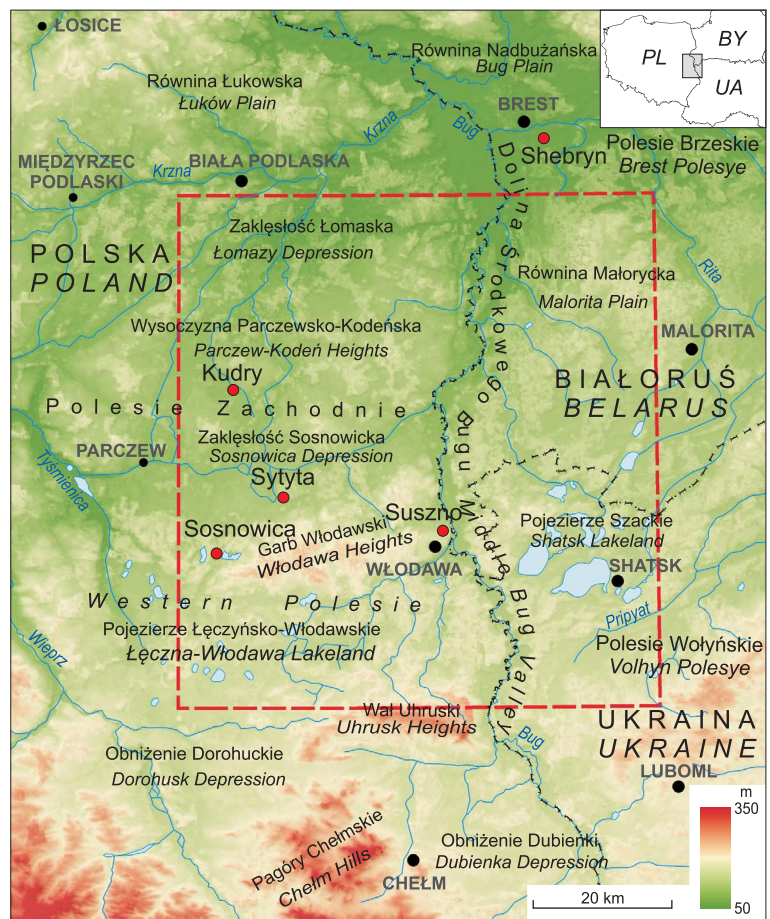 ŁOSICE
Równina Nadbużańska
Bug Plain
PL
BY
UA
Równina Łukowska
Łuków Plain
BREST
Krzna
Bug
Shebryn
Polesie Brzeskie
Brest Polesye
MIĘDZYRZEC
PODLASKI
Krzna
BIAŁA PODLASKA
Dolina Środkowego Bugu
Middle Bug Valley
Zaklęsłość Łomaska
Łomazy Depression
POLSKA
POLAND
Rita
Równina Małorycka
Malorita Plain
Wysoczyzna Parczewsko-Kodeńska
Parczew-Kodeń Heights
MALORITA
Kudry
BIAŁORUŚ
BELARUS
Polesie Zachodnie
Zaklęsłość Sosnowicka
Sosnowica Depression
PARCZEW
Tyśmienica
Sytyta
Suszno
Sosnowica
Garb Włodawski
Włodawa Heights
Pojezierze Szackie
Shatsk Lakeland
WŁODAWA
SHATSK
Western Polesie
Pripyat
Pojezierze Łęczyńsko-Włodawskie
Łęczna-Włodawa Lakeland
Wieprz
Polesie Wołyńskie
Volhyn Polesye
Wał Uhruski
Uhrusk Heights
UKRAINA
UKRAINE
Bug
Obniżenie Dorohuckie
Dorohusk Depression
LUBOML
m
350
50
Pagóry Chełmskie
Chełm Hills
Obniżenie Dubienki
Dubienka Depression
CHEŁM
20 km